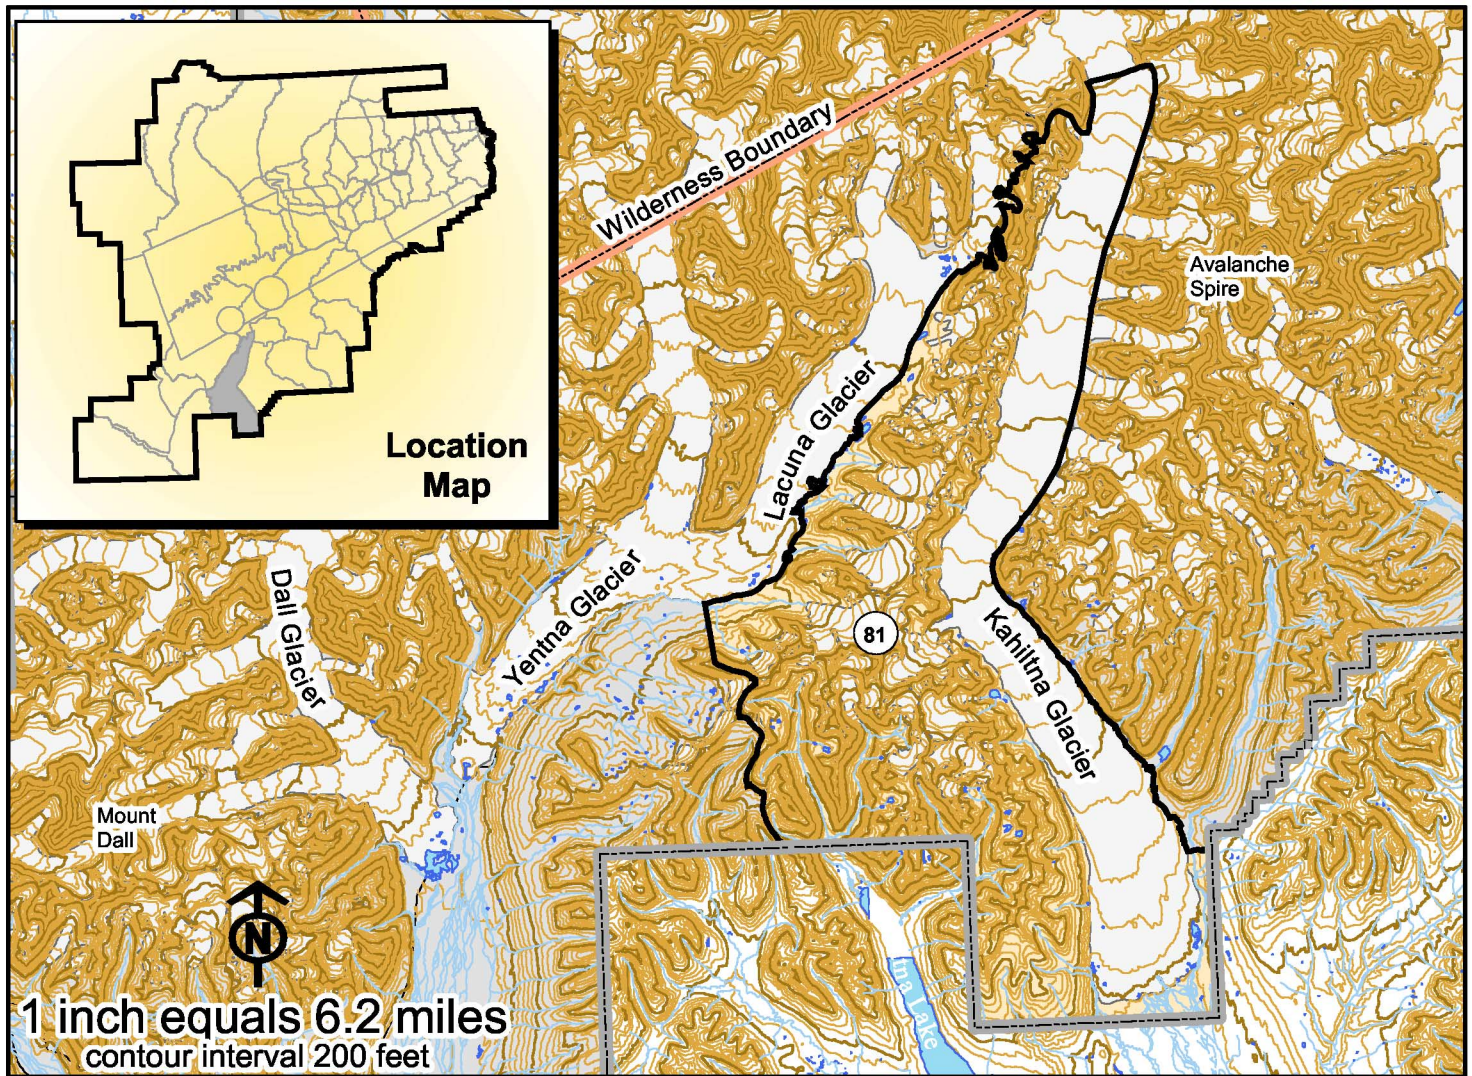 Location
Map
Wilderness Boundary
Avalanche
Spire
Lacuna Glacier
Yentna Glacier
Dall Glacier
81
Kahiltna Glacier
Mount
Dall
N
1 inch equals 6.2 miles
contour interval 200 feet
Lake